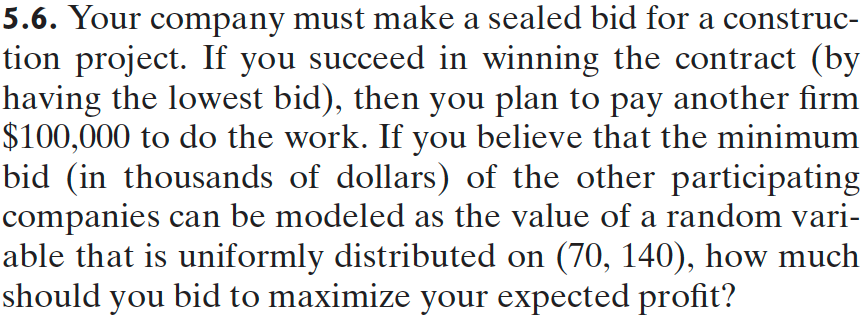 5.6. Your company must make a sealed bid for a construc-
tion project. If you succeed in winning the contract (by
having the lowest bid), then you plan to pay another firm
$100,000 to do the work. If you believe that the minimum
bid (in thousands of dollars) of the other participating
companies can be modeled as the value of a random vari-
able that is uniformly distributed on (70, 140), how much
should you bid to maximize your expected profit?